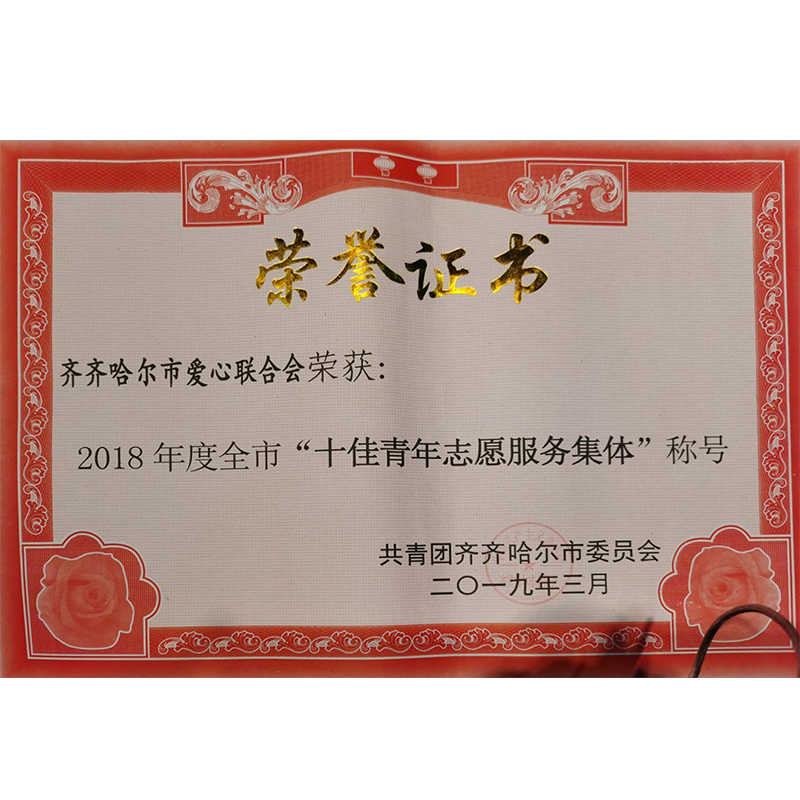 荣誉证书
齐齐哈尔市爱心联合会荣获：
2018年度全市“十佳青年志愿服务集体”称号
共青团齐齐哈尔市委员会
二〇一九年三月